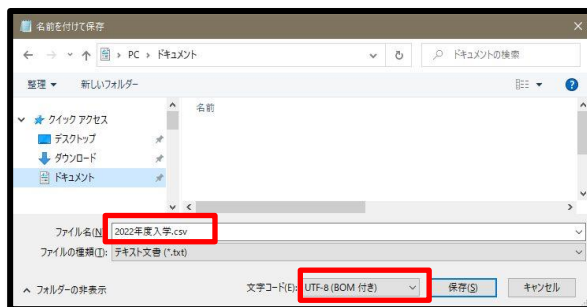 名前を付けて保存
PC › ドキュメント
ドキュメントの検索
整理 新しいフォルダー
名前
クイック アクセス
デスクトップ
ダウンロード
ドキュメント
ファイル名(N): 2022年度入学.csv
ファイルの種類(T): テキスト文書 (*.txt)
フォルダーの非表示
文字コード(E): UTF-8 (BOM 付き)
保存(S)
キャンセル